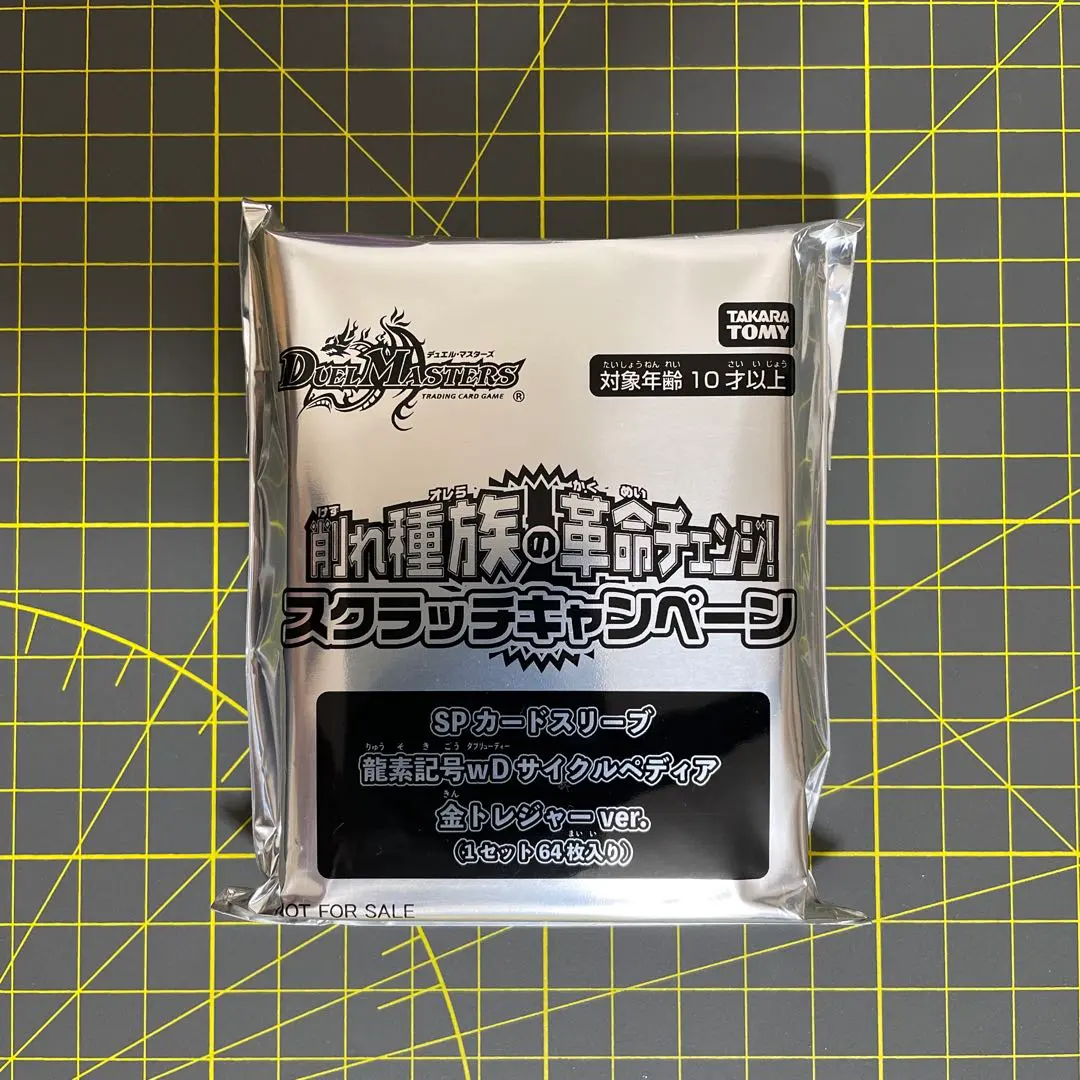 デュエル・マスターズ
DUEL MASTERS
TRADING CARD GAME ®
TAKARA TOMY
たいしょうねんれい さいいじょう
対象年齢 10才以上
けず オレら かくめい
削れ種族の革命チェンジ!
スクラッチキャンペーン
SPカードスリーブ
りゅうそきごう ダブリューディー
龍素記号wD サイクルペディア
きん
金トレジャーver.
まいい
(1セット64枚入り)
NOT FOR SALE